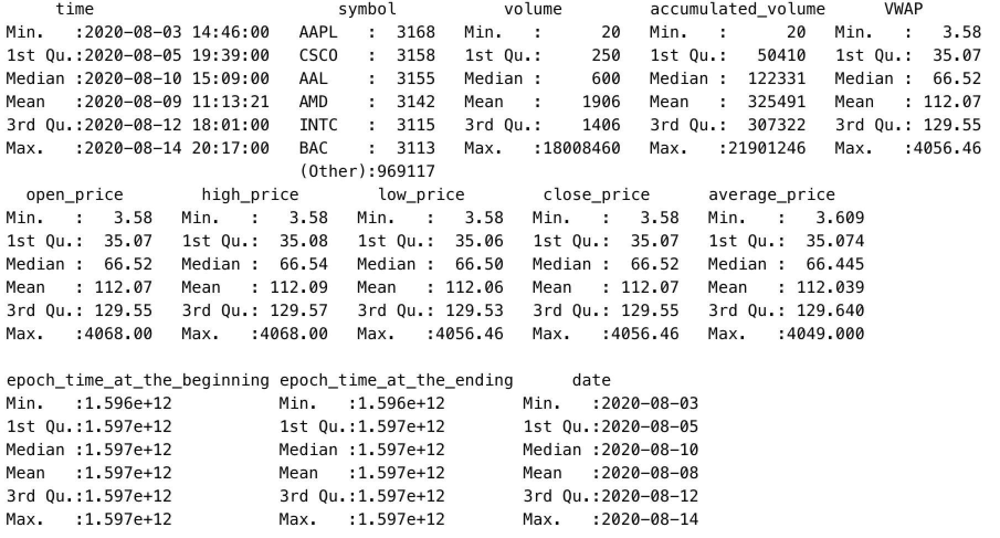 time symbol volume accumulated_volume VWAP
Min. :2020-08-03 14:46:00 AAPL : 3168 Min. : 20 Min. : 20 Min. : 3.58
1st Qu.:2020-08-05 19:39:00 CSCO : 3158 1st Qu.: 250 1st Qu.: 50410 1st Qu.: 35.07
Median :2020-08-10 15:09:00 AAL : 3155 Median : 600 Median : 122331 Median : 66.52
Mean :2020-08-09 11:13:21 AMD : 3142 Mean : 1906 Mean : 325491 Mean : 112.07
3rd Qu.:2020-08-12 18:01:00 INTC : 3115 3rd Qu.: 1406 3rd Qu.: 307322 3rd Qu.: 129.55
Max. :2020-08-14 20:17:00 BAC : 3113 Max. :18008460 Max. :21901246 Max. :4056.46
(Other):969117
open_price high_price low_price close_price average_price
Min. : 3.58 Min. : 3.58 Min. : 3.58 Min. : 3.58 Min. : 3.609
1st Qu.: 35.07 1st Qu.: 35.08 1st Qu.: 35.06 1st Qu.: 35.07 1st Qu.: 35.074
Median : 66.52 Median : 66.54 Median : 66.50 Median : 66.52 Median : 66.445
Mean : 112.07 Mean : 112.09 Mean : 112.06 Mean : 112.07 Mean : 112.039
3rd Qu.: 129.55 3rd Qu.: 129.57 3rd Qu.: 129.53 3rd Qu.: 129.55 3rd Qu.: 129.640
Max. :4068.00 Max. :4068.00 Max. :4056.46 Max. :4056.46 Max. :4049.000
epoch_time_at_the_beginning epoch_time_at_the_ending date
Min. :1.596e+12 Min. :1.596e+12 Min. :2020-08-03
1st Qu.:1.597e+12 1st Qu.:1.597e+12 1st Qu.:2020-08-05
Median :1.597e+12 Median :1.597e+12 Median :2020-08-10
Mean :1.597e+12 Mean :1.597e+12 Mean :2020-08-08
3rd Qu.:1.597e+12 3rd Qu.:1.597e+12 3rd Qu.:2020-08-12
Max. :1.597e+12 Max. :1.597e+12 Max. :2020-08-14